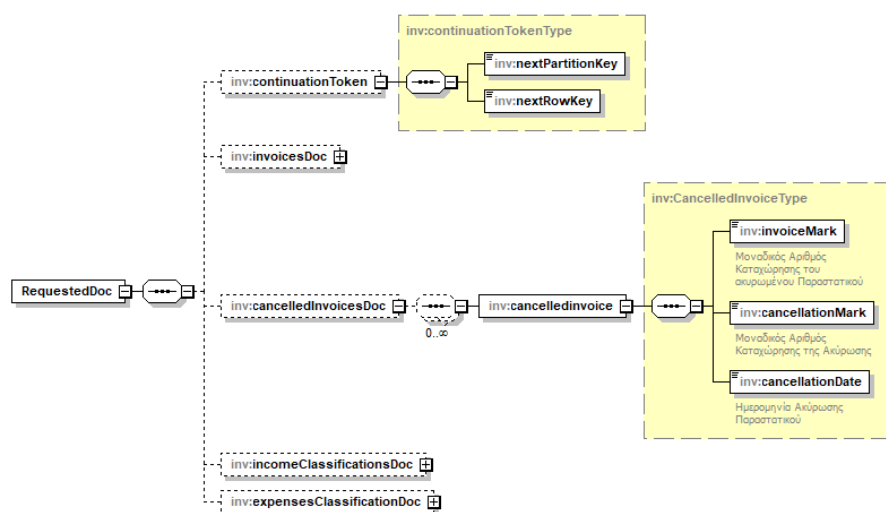 inv:continuationTokenType
inv:continuationToken
inv:nextPartitionKey
inv:nextRowKey
inv:invoicesDoc
inv:CancelledInvoiceType
inv:invoiceMark
Μοναδικός Αριθμός
Καταχώρησης του
ακυρωμένου Παραστατικού
RequestedDoc
inv:cancelledInvoicesDoc
0..∞
inv:cancelledinvoice
inv:cancellationMark
Μοναδικός Αριθμός
Καταχώρησης της Ακύρωσης
inv:cancellationDate
Ημερομηνία Ακύρωσης
Παραστατικού
inv:incomeClassificationsDoc
inv:expensesClassificationDoc